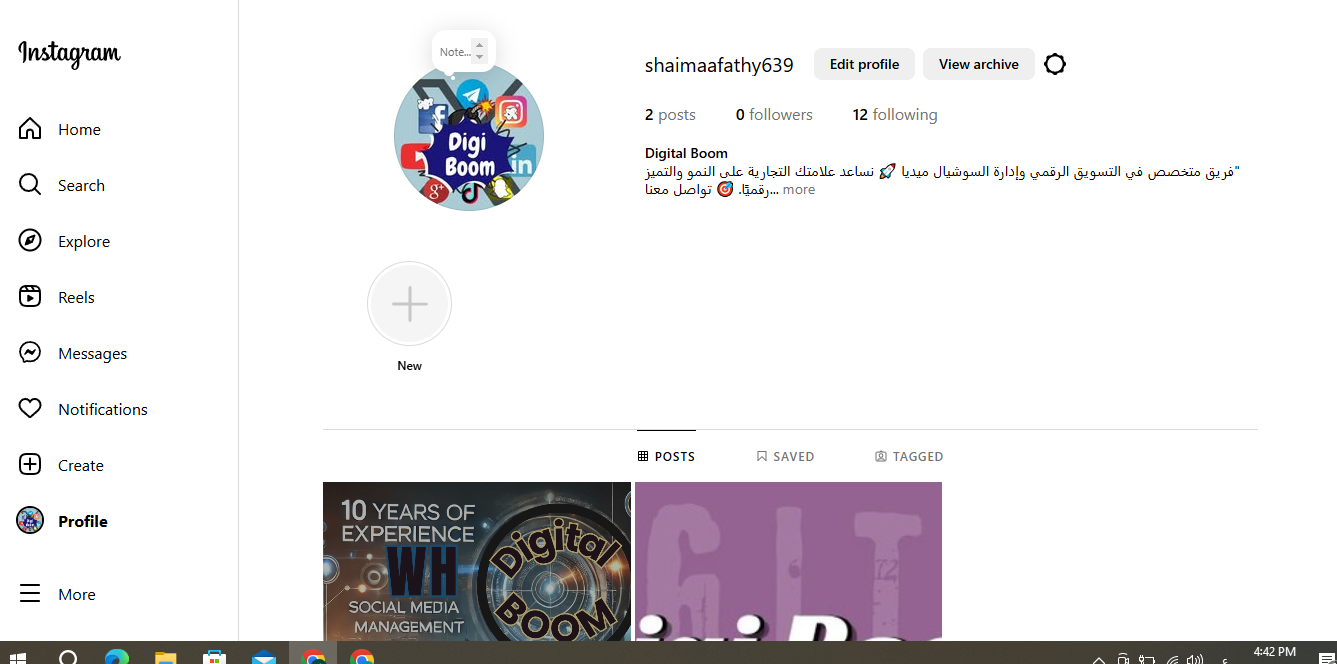 Instagram
Home
Search
Explore
Reels
Messages
Notifications
Create
Profile
More
Note...
Digi
Boom
shaimaafathy639
Edit profile
View archive
2 posts
0 followers
12 following
Digital Boom
"فريق متخصص في التسويق الرقمي وإدارة السوشيال ميديا 🚀 نساعد علامتك التجارية على النمو والتميز
رقميًا. 🎯 تواصل معنا... more
New
POSTS
SAVED
TAGGED
10 YEARS OF
EXPERIENCE
WH
SOCIAL MEDIA
MANAGEMENT
Digital
BOOM
4:42 PM